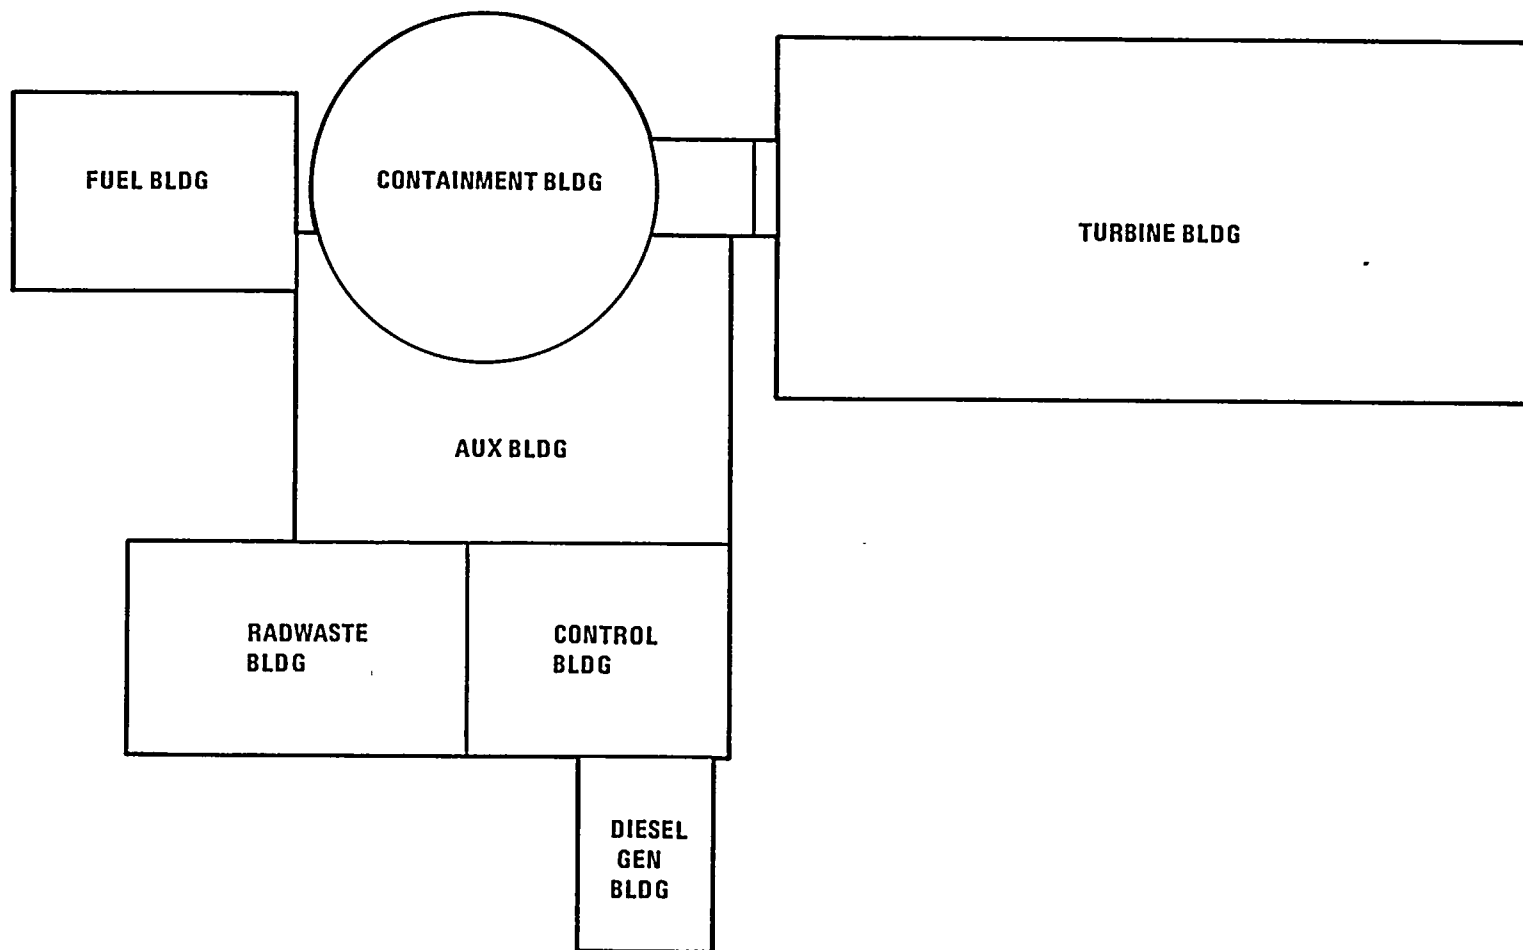 FUEL BLDG
CONTAINMENT BLDG
TURBINE BLDG
AUX BLDG
RADWASTE
BLDG
CONTROL
BLDG
DIESEL
GEN
BLDG